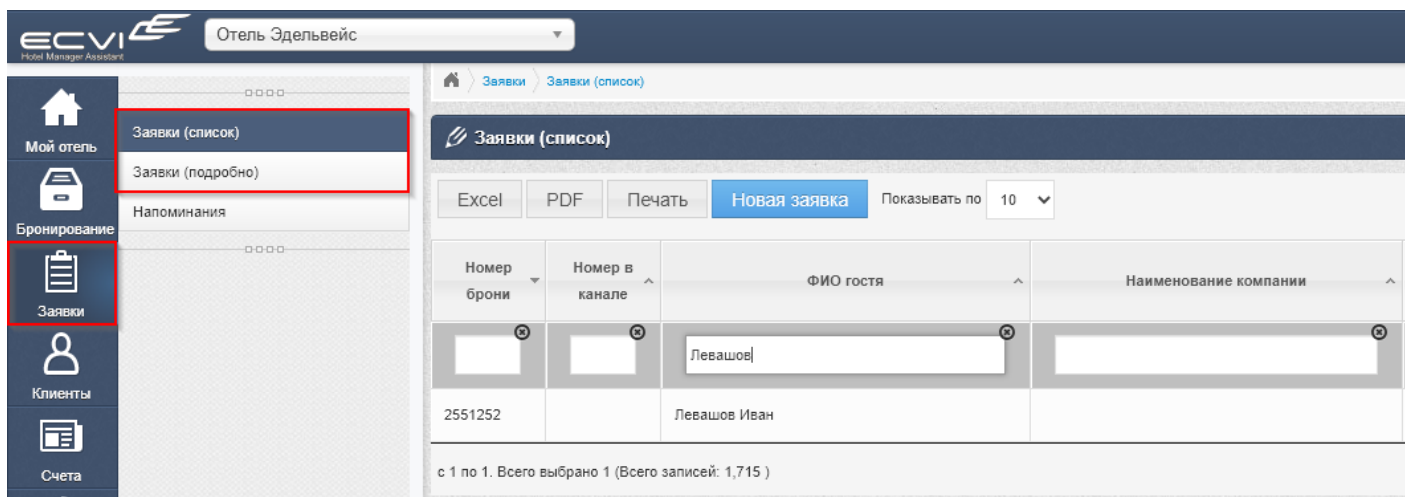 ECVI
Hotel Manager Assistant
Отель Эдельвейс
Мой отель
Бронирование
Заявки
Клиенты
Счета
Заявки (список)
Заявки (подробно)
Напоминания
Заявки Заявки (список)
Заявки (список)
Excel PDF Печать Новая заявка Показывать по 10
Номер брони Номер в канале ФИО гостя Наименование компании
Левашов
2551252 Левашов Иван
с 1 по 1. Всего выбрано 1 (Всего записей: 1,715 )